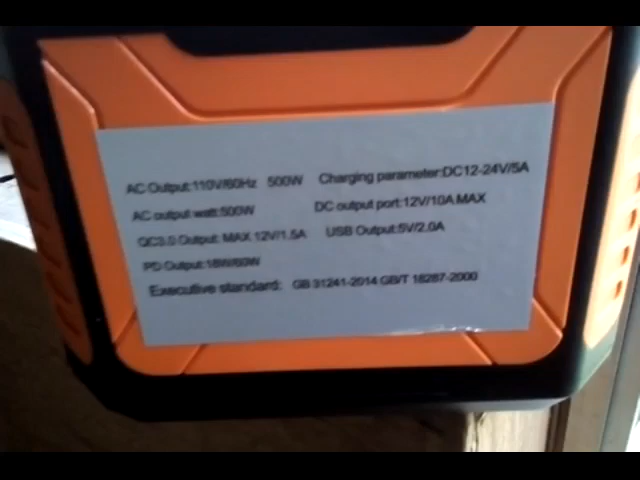 AC Output:110V/60Hz 500W Charging parameter:DC12-24V/5A
AC output watt:500W DC output port:12V/10A MAX
QC3.0 Output: MAX 12V/1.5A USB Output:5V/2.0A
PD Output:18W/60W
Executive standard: GB 31241-2014 GB/T 18287-2000